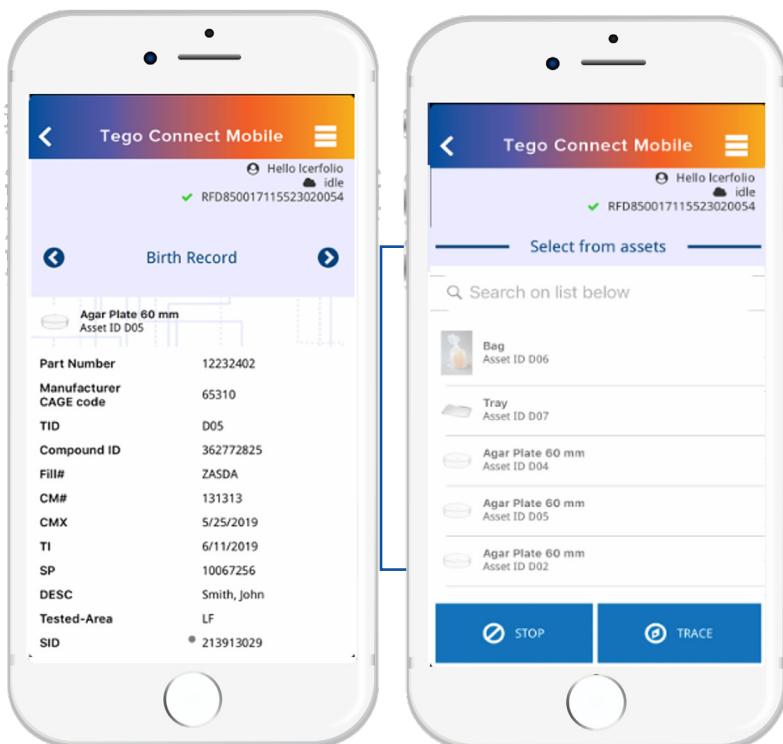 Tego Connect Mobile
Hello lcerfolio
idle
RFD850017115523020054
Birth Record
Agar Plate 60 mm
Asset ID D05
Part Number 12232402
Manufacturer
CAGE code 65310
TID D05
Compound ID 362772825
Fill# ZASDA
CM# 131313
CMX 5/25/2019
TI 6/11/2019
SP 10067256
DESC Smith, John
Tested-Area LF
SID 213913029
Tego Connect Mobile
Hello lcerfolio
idle
RFD850017115523020054
Select from assets
Search on list below
Bag
Asset ID D06
Tray
Asset ID D07
Agar Plate 60 mm
Asset ID D04
Agar Plate 60 mm
Asset ID D05
Agar Plate 60 mm
Asset ID D02
STOP
TRACE